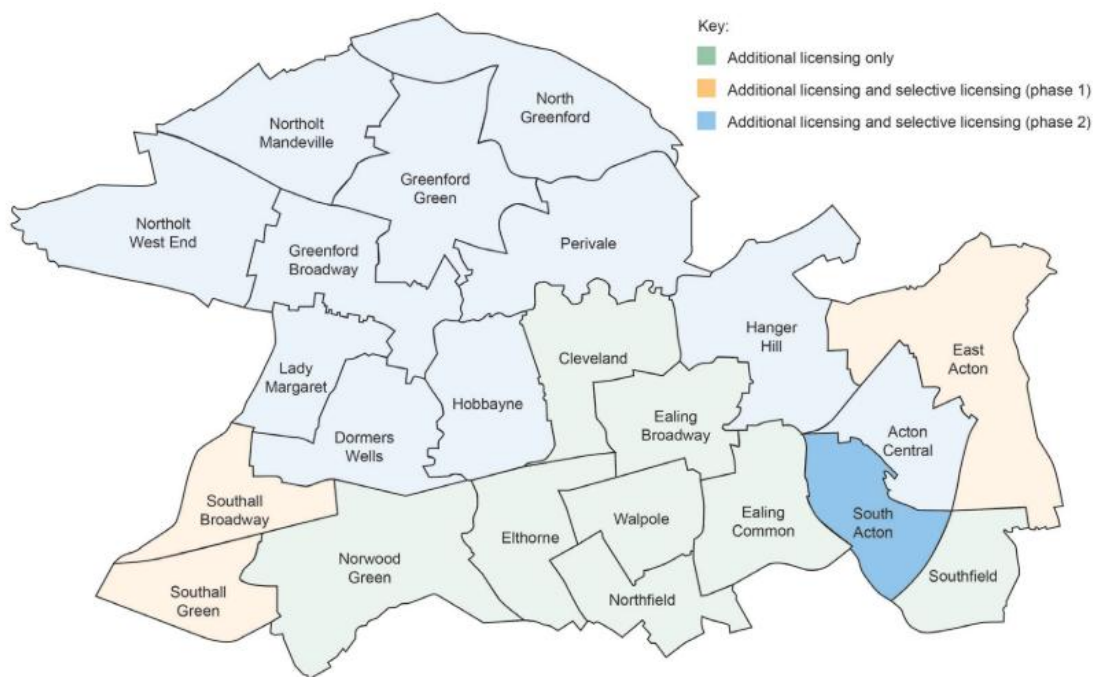 Key:
Additional licensing only
Additional licensing and selective licensing (phase 1)
Additional licensing and selective licensing (phase 2)
North
Greenford
Northolt
Mandeville
Greenford
Green
Northolt
West End
Greenford
Broadway
Perivale
Hanger
Hill
East
Acton
Cleveland
Lady
Margaret
Hobbayne
Ealing
Broadway
Acton
Central
Dormers
Wells
Southall
Broadway
South
Acton
Ealing
Common
Walpole
Elthorne
Norwood
Green
Southfield
Southall
Green
Northfield